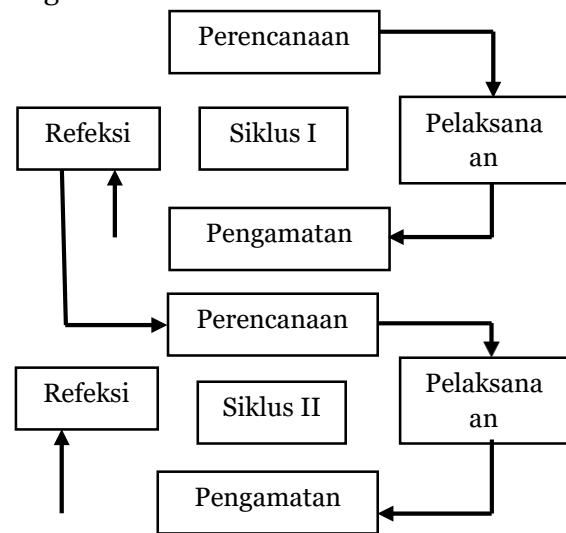 Perencanaan
Refeksi
Siklus I
Pelaksana
an
Pengamatan
Perencanaan
Refeksi
Siklus II
Pelaksana
an
Pengamatan